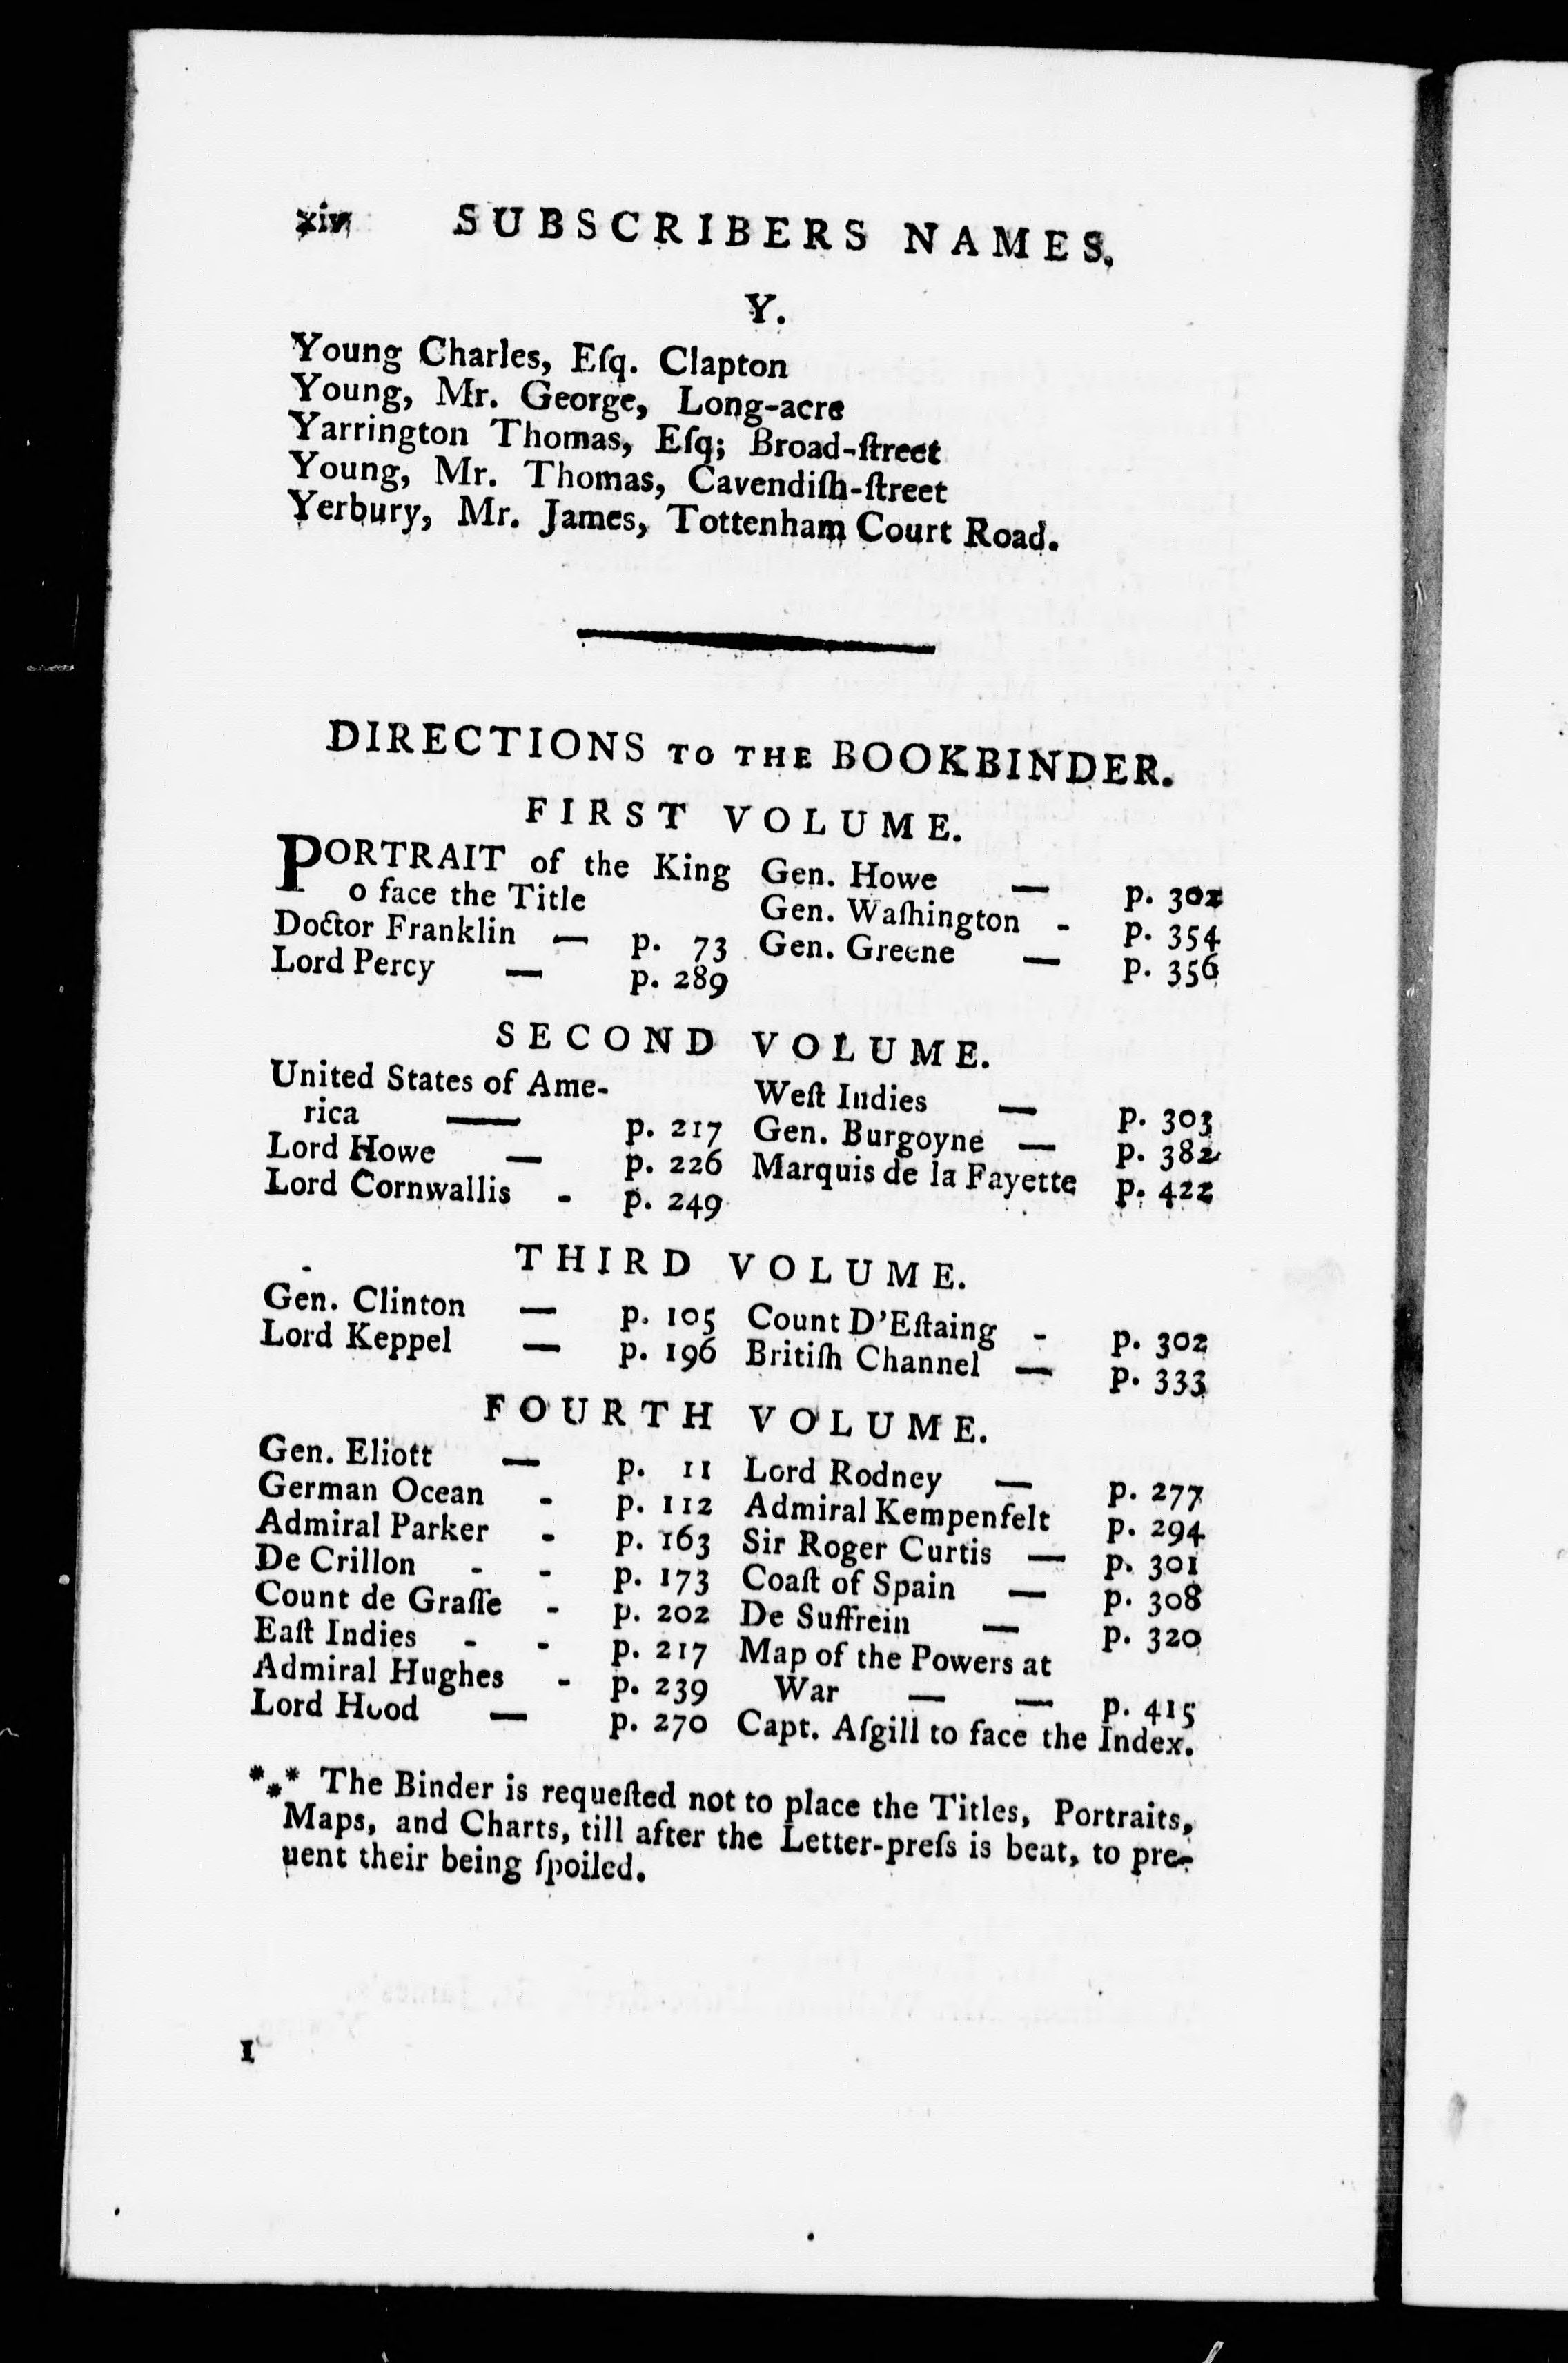 xiv SUBSCRIBERS NAMES.
Y.
Young Charles, Eſq. Clapton
Young, Mr. George, Long-acre
Yarrington Thomas, Eſq; Broad-ſtreet
Young, Mr. Thomas, Cavendiſh-ſtreet
Yerbury, Mr. James, Tottenham Court Road.
DIRECTIONS TO THE BOOKBINDER.
FIRST VOLUME.
PORTRAIT of the King
o face the Title
Doctor Franklin — p. 73
Lord Percy — p. 289
Gen. Howe — p. 302
Gen. Waſhington - p. 354
Gen. Greene — p. 356
SECOND VOLUME.
United States of Ame-
rica — p. 217
Lord Howe — p. 226
Lord Cornwallis - p. 249
Weſt Indies — p. 303
Gen. Burgoyne — p. 382
Marquis de la Fayette p. 422
THIRD VOLUME.
Gen. Clinton — p. 105
Lord Keppel — p. 196
Count D'Eſtaing - p. 302
Britiſh Channel — p. 333
FOURTH VOLUME.
Gen. Eliott — p. 11
German Ocean - p. 112
Admiral Parker - p. 163
De Crillon - - p. 173
Count de Graſſe - p. 202
Eaſt Indies - - p. 217
Admiral Hughes - p. 239
Lord Hood — p. 270
Lord Rodney — p. 277
Admiral Kempenfelt p. 294
Sir Roger Curtis — p. 301
Coaſt of Spain — p. 308
De Suffrein — p. 320
Map of the Powers at
War — — p. 415
Capt. Aſgill to face the Index.
*⁎* The Binder is requeſted not to place the Titles, Portraits,
Maps, and Charts, till after the Letter-preſs is beat, to pre-
uent their being ſpoiled.
1